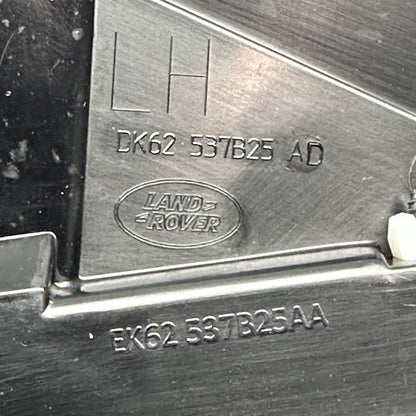 LH
DK62 537B25 AD
LAND-
-ROVER
EK62 537B25AA